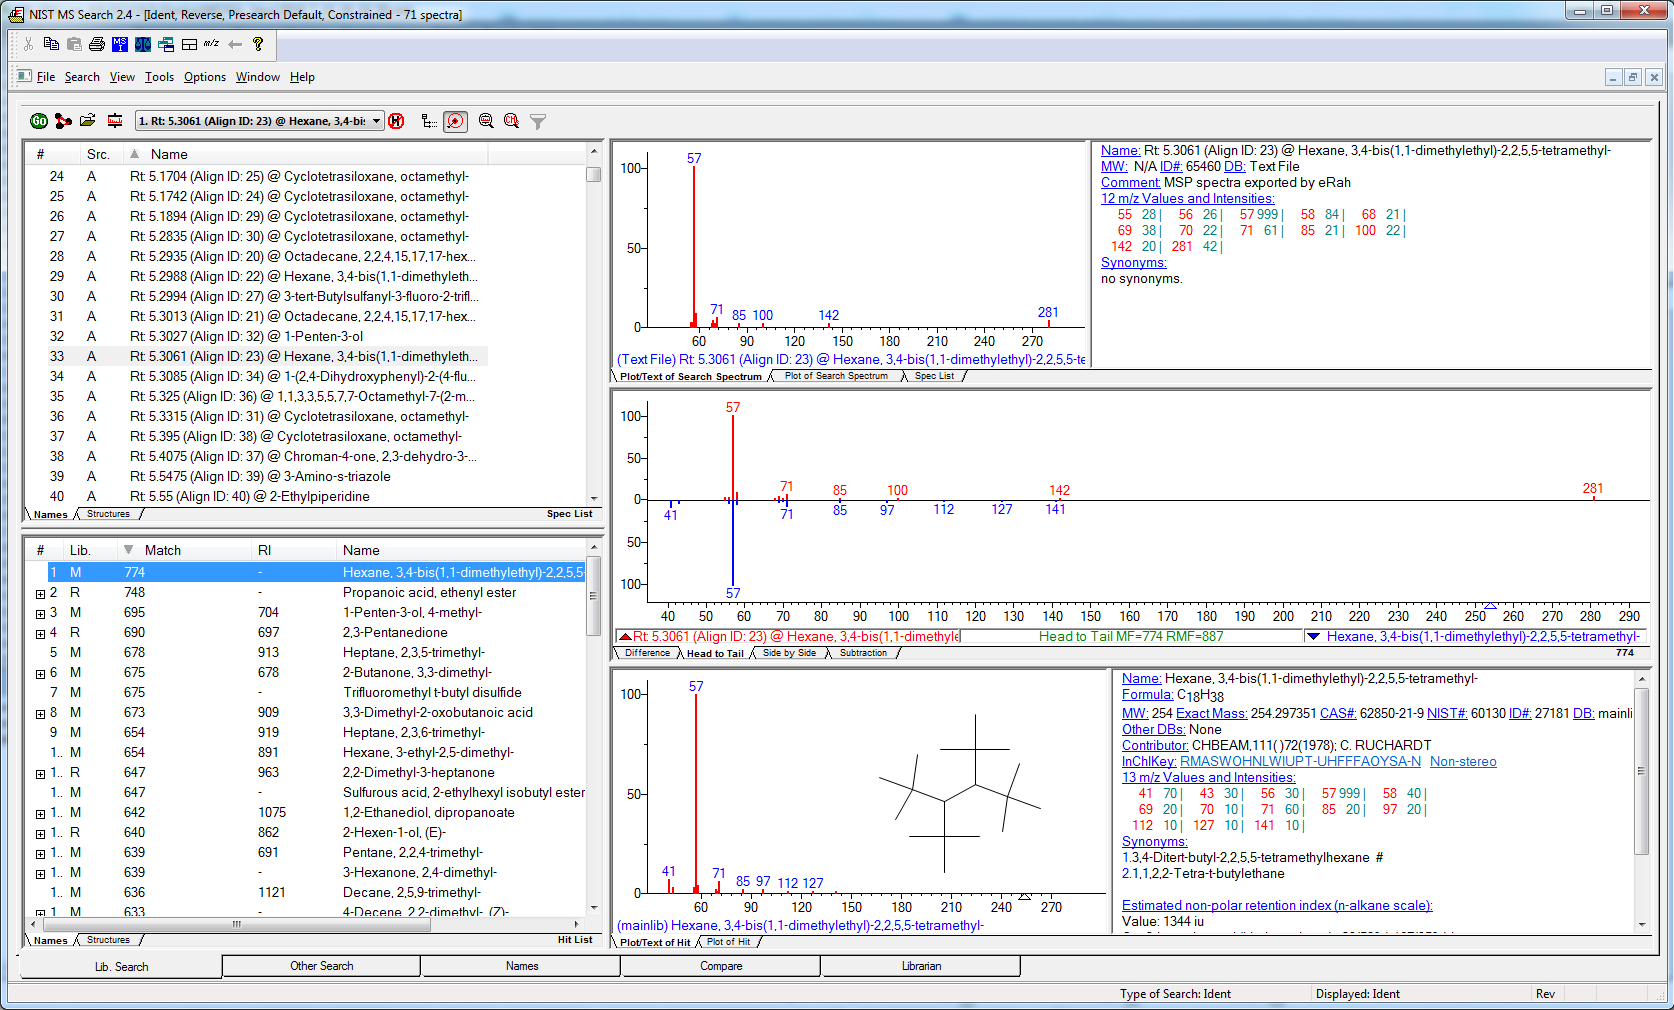 NIST MS Search 2.4 - [Ident, Reverse, Presearch Default, Constrained - 71 spectra]
File Search View Tools Options Window Help
1. Rt: 5.3061 (Align ID: 23) @ Hexane, 3,4-bis
# Src. Name
24 A Rt: 5.1704 (Align ID: 25) @ Cyclotetrasiloxane, octamethyl-
25 A Rt: 5.1742 (Align ID: 24) @ Cyclotetrasiloxane, octamethyl-
26 A Rt: 5.1894 (Align ID: 29) @ Cyclotetrasiloxane, octamethyl-
27 A Rt: 5.2835 (Align ID: 30) @ Cyclotetrasiloxane, octamethyl-
28 A Rt: 5.2935 (Align ID: 20) @ Octadecane, 2,2,4,15,17,17-hex...
29 A Rt: 5.2988 (Align ID: 22) @ Hexane, 3,4-bis(1,1-dimethyleth...
30 A Rt: 5.2994 (Align ID: 27) @ 3-tert-Butylsulfanyl-3-fluoro-2-trifl...
31 A Rt: 5.3013 (Align ID: 21) @ Octadecane, 2,2,4,15,17,17-hex...
32 A Rt: 5.3027 (Align ID: 32) @ 1-Penten-3-ol
33 A Rt: 5.3061 (Align ID: 23) @ Hexane, 3,4-bis(1,1-dimethyleth...
34 A Rt: 5.3085 (Align ID: 34) @ 1-(2,4-Dihydroxyphenyl)-2-(4-flu...
35 A Rt: 5.325 (Align ID: 36) @ 1,1,3,3,5,5,7,7-Octamethyl-7-(2-m...
36 A Rt: 5.3315 (Align ID: 31) @ Cyclotetrasiloxane, octamethyl-
37 A Rt: 5.395 (Align ID: 38) @ Cyclotetrasiloxane, octamethyl-
38 A Rt: 5.4075 (Align ID: 37) @ Chroman-4-one, 2,3-dehydro-3-...
39 A Rt: 5.5475 (Align ID: 39) @ 3-Amino-s-triazole
40 A Rt: 5.55 (Align ID: 40) @ 2-Ethylpiperidine
Names Structures Spec List
# Lib. Match RI Name
1 M 774 - Hexane, 3,4-bis(1,1-dimethylethyl)-2,2,5,5-
2 R 748 - Propanoic acid, ethenyl ester
3 M 695 704 1-Penten-3-ol, 4-methyl-
4 R 690 697 2,3-Pentanedione
5 M 678 913 Heptane, 2,3,5-trimethyl-
6 M 675 678 2-Butanone, 3,3-dimethyl-
7 M 675 - Trifluoromethyl t-butyl disulfide
8 M 673 909 3,3-Dimethyl-2-oxobutanoic acid
9 M 654 919 Heptane, 2,3,6-trimethyl-
1.. M 654 891 Hexane, 3-ethyl-2,5-dimethyl-
1.. R 647 963 2,2-Dimethyl-3-heptanone
1.. M 647 - Sulfurous acid, 2-ethylhexyl isobutyl ester
1.. M 642 1075 1,2-Ethanediol, dipropanoate
1.. R 640 862 2-Hexen-1-ol, (E)-
1.. M 639 691 Pentane, 2,2,4-trimethyl-
1.. M 639 - 3-Hexanone, 2,4-dimethyl-
1.. M 636 1121 Decane, 2,5,9-trimethyl-
1 M 633 - 4-Decene, 2,2-dimethyl-, (Z)-
Names Structures Hit List
100
50
0
57
71 85 100 142 281
60 90 120 150 180 210 240 270
(Text File) Rt: 5.3061 (Align ID: 23) @ Hexane, 3,4-bis(1,1-dimethylethyl)-2,2,5,5-te
Plot/Text of Search Spectrum Plot of Search Spectrum Spec List
Name: Rt: 5.3061 (Align ID: 23) @ Hexane, 3,4-bis(1,1-dimethylethyl)-2,2,5,5-tetramethyl-
MW: N/A ID#: 65460 DB: Text File
Comment: MSP spectra exported by eRah
12 m/z Values and Intensities:
55 28 | 56 26 | 57 999 | 58 84 | 68 21 |
69 38 | 70 22 | 71 61 | 85 21 | 100 22 |
142 20 | 281 42 |
Synonyms:
no synonyms.
100
50
0
50
100
57
71 85 100 142 281
41 71 85 97 112 127 141
57
40 50 60 70 80 90 100 110 120 130 140 150 160 170 180 190 200 210 220 230 240 250 260 270 280 290
Rt: 5.3061 (Align ID: 23) @ Hexane, 3,4-bis(1,1-dimethyle Head to Tail MF=774 RMF=887 Hexane, 3,4-bis(1,1-dimethylethyl)-2,2,5,5-tetramethyl-
Difference Head to Tail Side by Side Subtraction 774
100
50
0
57
41 71 85 97 112 127
60 90 120 150 180 210 240 270
(mainlib) Hexane, 3,4-bis(1,1-dimethylethyl)-2,2,5,5-tetramethyl-
Plot/Text of Hit Plot of Hit
Name: Hexane, 3,4-bis(1,1-dimethylethyl)-2,2,5,5-tetramethyl-
Formula: C18H38
MW: 254 Exact Mass: 254.297351 CAS#: 62850-21-9 NIST#: 60130 ID#: 27181 DB: mainli
Other DBs: None
Contributor: CHBEAM,111( )72(1978); C. RUCHARDT
InChIKey: RMASWOHNLWIUPT-UHFFFAOYSA-N Non-stereo
13 m/z Values and Intensities:
41 70 | 43 30 | 56 30 | 57 999 | 58 40 |
69 20 | 70 10 | 71 60 | 85 20 | 97 20 |
112 10 | 127 10 | 141 10 |
Synonyms:
1.3,4-Ditert-butyl-2,2,5,5-tetramethylhexane #
2.1,1,2,2-Tetra-t-butylethane
Estimated non-polar retention index (n-alkane scale):
Value: 1344 iu
Lib. Search Other Search Names Compare Librarian
Type of Search: Ident Displayed: Ident Rev